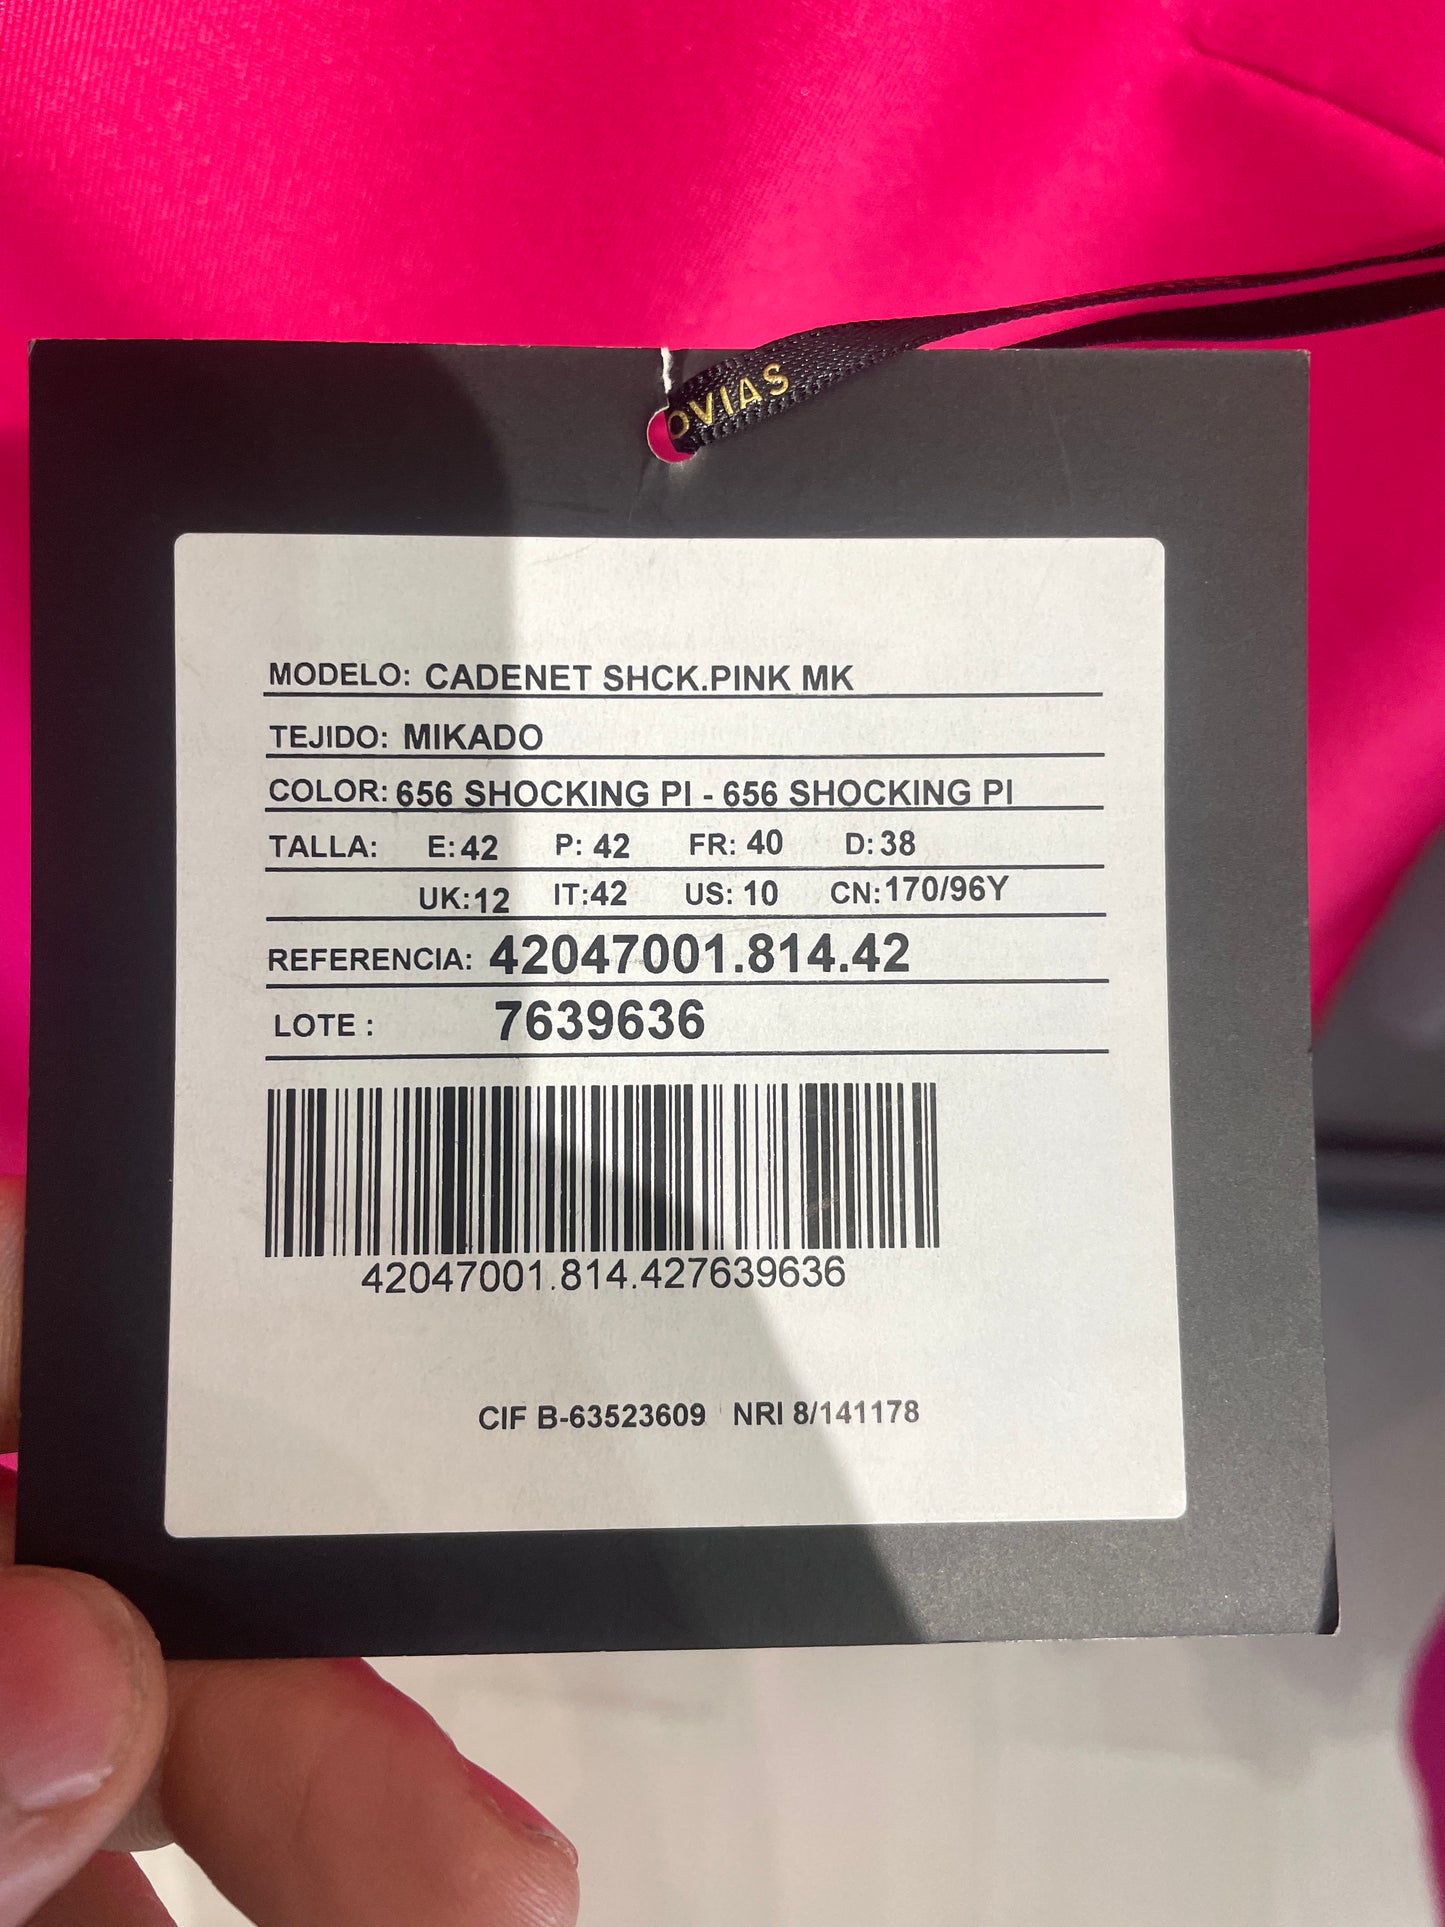 OVIAS
MODELO: CADENET SHCK.PINK MK
TEJIDO: MIKADO
COLOR: 656 SHOCKING PI - 656 SHOCKING PI
TALLA: E: 42 P: 42 FR: 40 D: 38
UK: 12 IT: 42 US: 10 CN: 170/96Y
REFERENCIA: 42047001.814.42
LOTE : 7639636
42047001.814.427639636
CIF B-63523609 NRI 8/141178